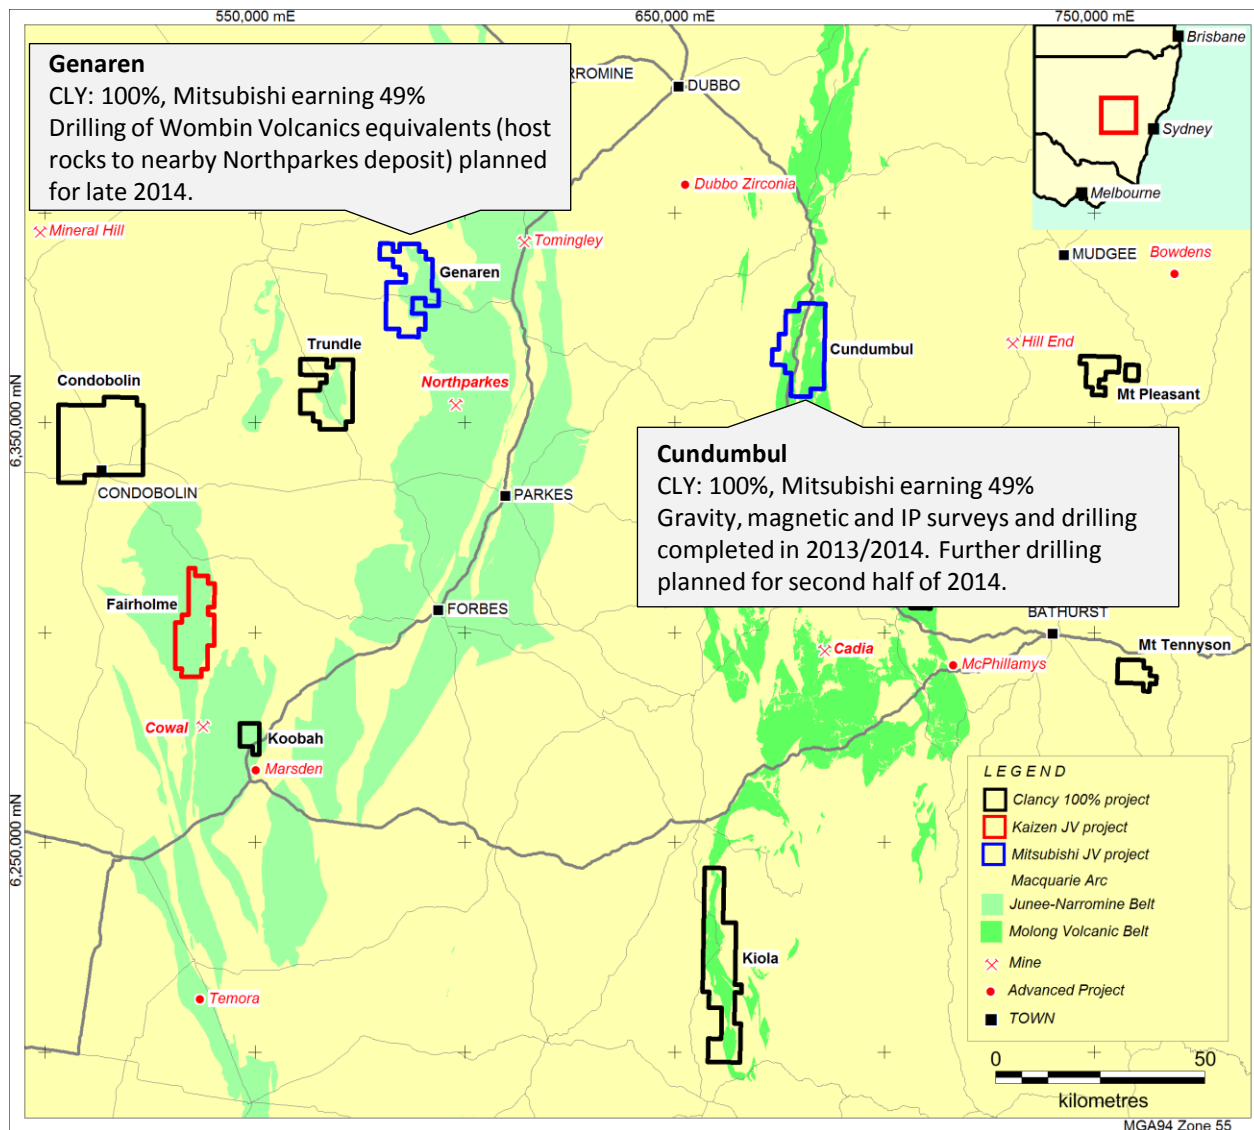 550,000 mE
650,000 mE
750,000 mE
Genaren
CLY: 100%, Mitsubishi earning 49%
Drilling of Wombin Volcanics equivalents (host
rocks to nearby Northparkes deposit) planned
for late 2014.
DUBBO
Brisbane
Sydney
Melbourne
Dubbo Zirconia
Mineral Hill
Tomingley
MUDGEE
Bowdens
Genaren
Trundle
Cundumbul
Hill End
Condobolin
Northparkes
Mt Pleasant
6,350,000 mN
CONDOBOLIN
PARKES
Cundumbul
CLY: 100%, Mitsubishi earning 49%
Gravity, magnetic and IP surveys and drilling
completed in 2013/2014. Further drilling
planned for second half of 2014.
Fairholme
FORBES
BATHURST
Cadia
McPhillamys
Mt Tennyson
Cowal
Koobah
Marsden
6,250,000 mN
Kiola
Temora
LEGEND
Clancy 100% project
Kaizen JV project
Mitsubishi JV project
Macquarie Arc
Junee-Narromine Belt
Molong Volcanic Belt
Mine
Advanced Project
TOWN
0 50
kilometres
MGA94 Zone 55